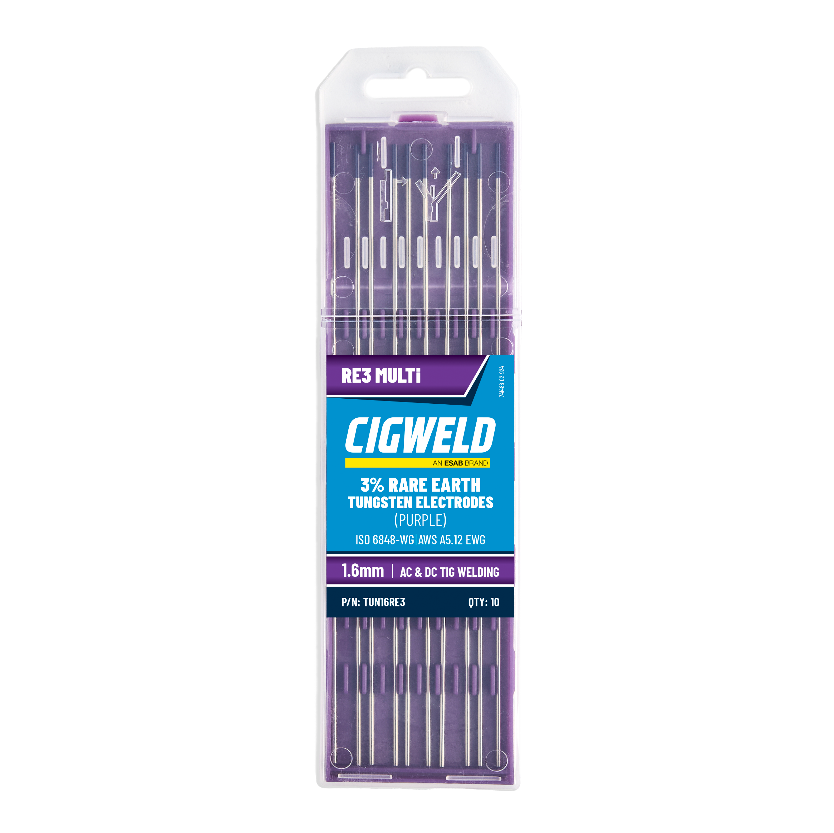 RE3 MULTi
CIGWELD
AN ESAB BRAND
3% RARE EARTH
TUNGSTEN ELECTRODES
(PURPLE)
ISO 6848-WG AWS A5.12 EWG
1.6mm | AC & DC TIG WELDING
P/N: TUN16RE3 QTY: 10